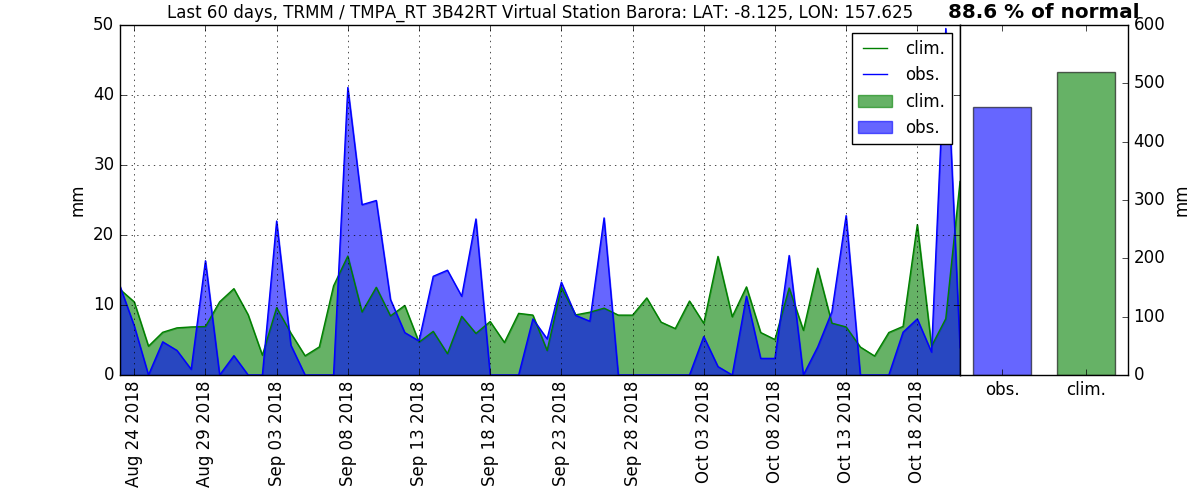 Last 60 days, TRMM / TMPA_RT 3B42RT Virtual Station Barora: LAT: -8.125, LON: 157.625
88.6 % of normal
50
40
30
20
10
0
mm
clim.
obs.
clim.
obs.
600
500
400
300
200
100
0
mm
obs.
clim.
Aug 24 2018
Aug 29 2018
Sep 03 2018
Sep 08 2018
Sep 13 2018
Sep 18 2018
Sep 23 2018
Sep 28 2018
Oct 03 2018
Oct 08 2018
Oct 13 2018
Oct 18 2018